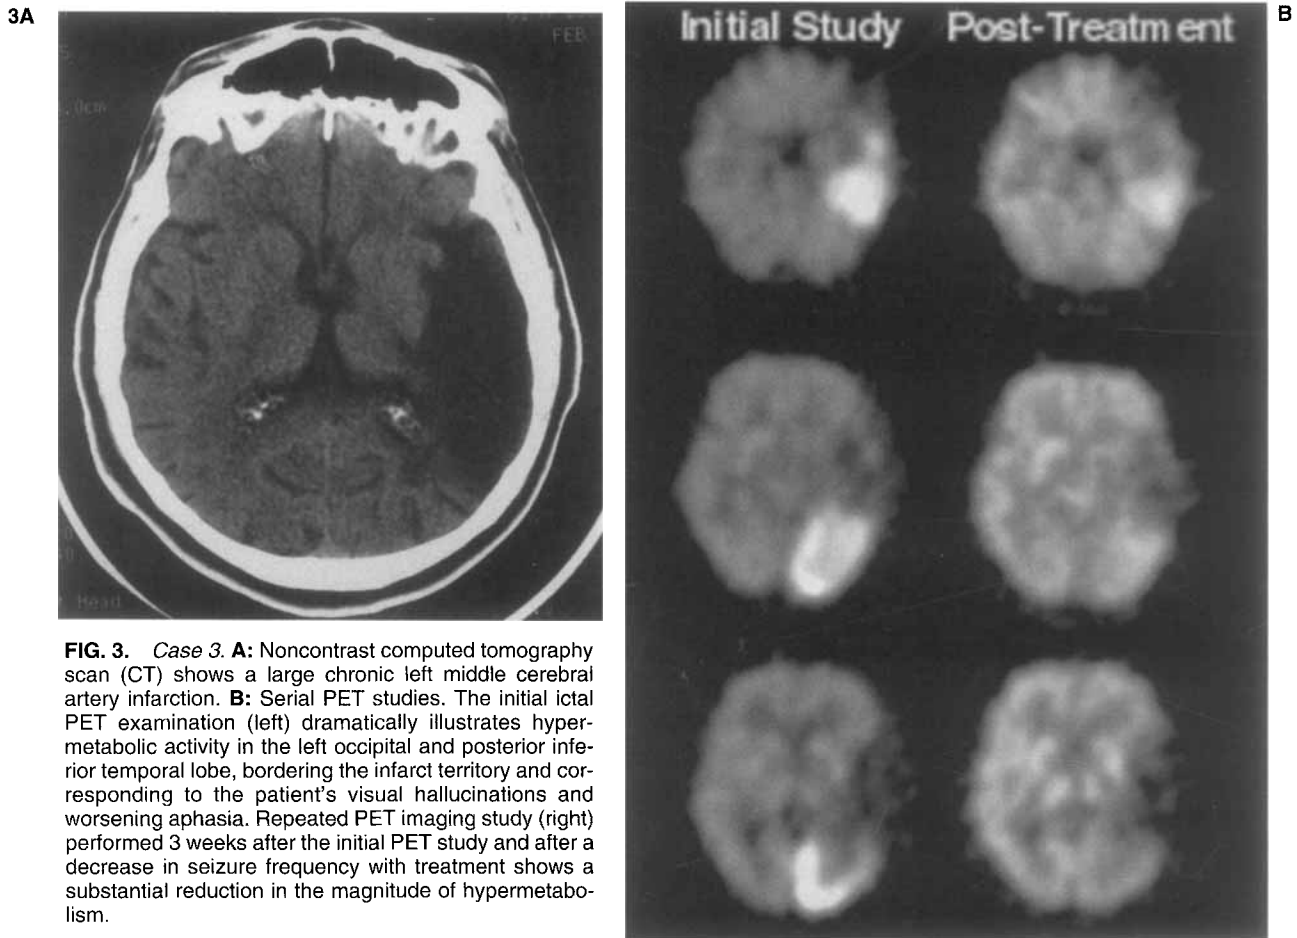 3A
B
FEB
.0cm
Head
Initial Study Post-Treatment
FIG. 3. Case 3. A: Noncontrast computed tomography
scan (CT) shows a large chronic left middle cerebral
artery infarction. B: Serial PET studies. The initial ictal
PET examination (left) dramatically illustrates hyper-
metabolic activity in the left occipital and posterior infe-
rior temporal lobe, bordering the infarct territory and cor-
responding to the patient's visual hallucinations and
worsening aphasia. Repeated PET imaging study (right)
performed 3 weeks after the initial PET study and after a
decrease in seizure frequency with treatment shows a
substantial reduction in the magnitude of hypermetabo-
lism.